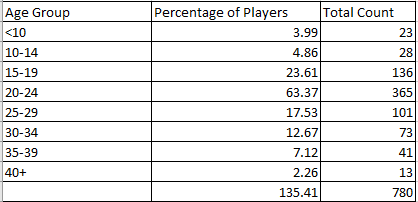 Age Group Percentage of Players Total Count
<10 3.99 23
10-14 4.86 28
15-19 23.61 136
20-24 63.37 365
25-29 17.53 101
30-34 12.67 73
35-39 7.12 41
40+ 2.26 13
135.41 780